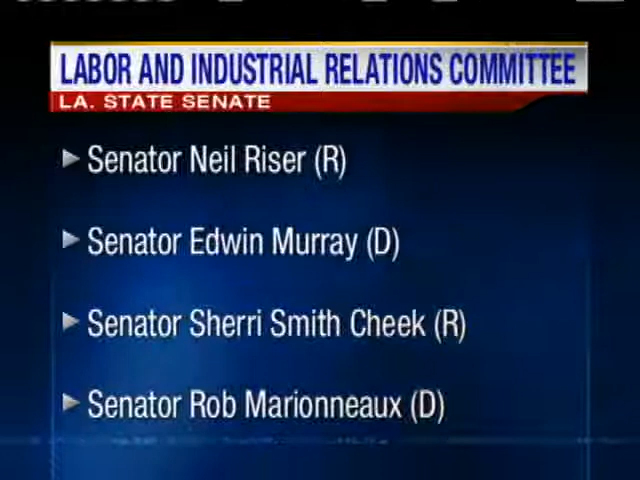 LABOR AND INDUSTRIAL RELATIONS COMMITTEE
LA. STATE SENATE
Senator Neil Riser (R)
Senator Edwin Murray (D)
Senator Sherri Smith Cheek (R)
Senator Rob Marionneaux (D)